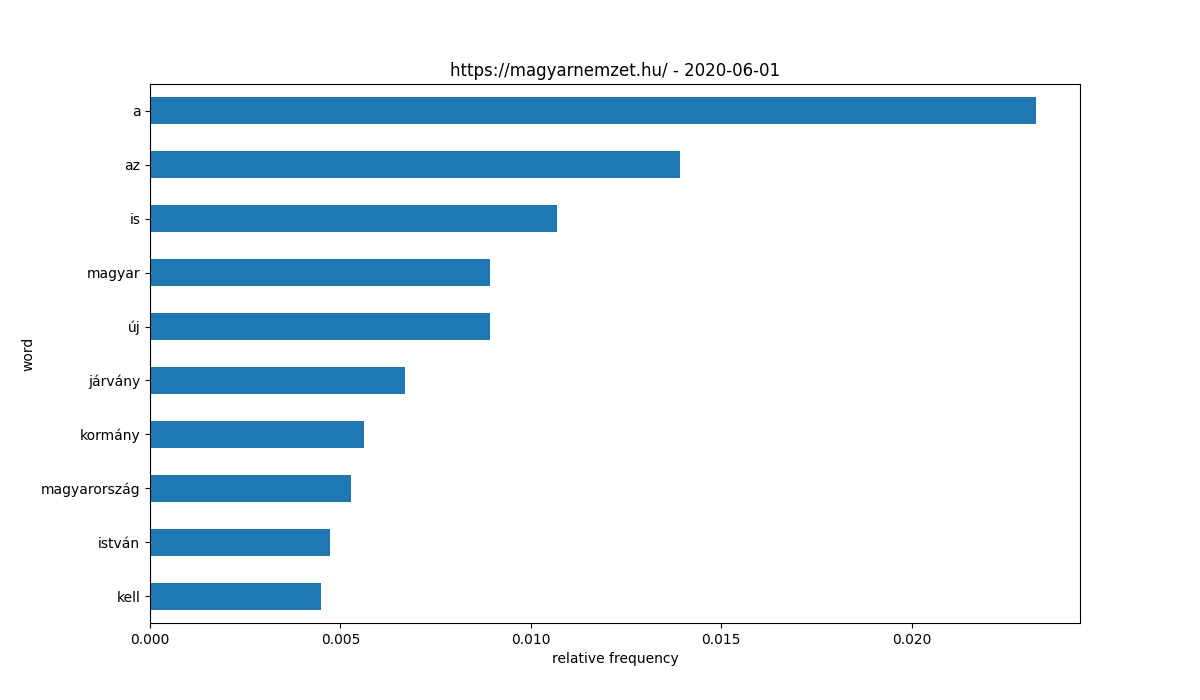 https://magyarnemzet.hu/ - 2020-06-01
a
az
is
magyar
új
járvány
kormány
magyarország
istván
kell
word
0.000 0.005 0.010 0.015 0.020
relative frequency